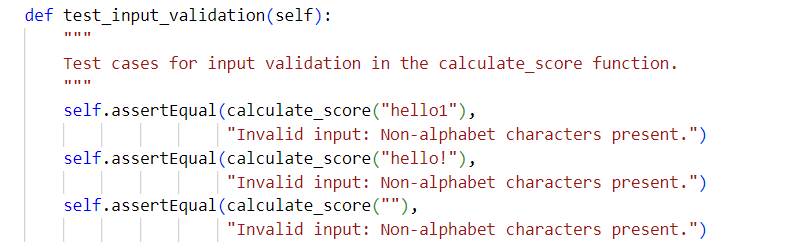 def test_input_validation(self):
"""
Test cases for input validation in the calculate_score function.
"""
self.assertEqual(calculate_score("hello1"),
"Invalid input: Non-alphabet characters present.")
self.assertEqual(calculate_score("hello!"),
"Invalid input: Non-alphabet characters present.")
self.assertEqual(calculate_score(""),
"Invalid input: Non-alphabet characters present.")